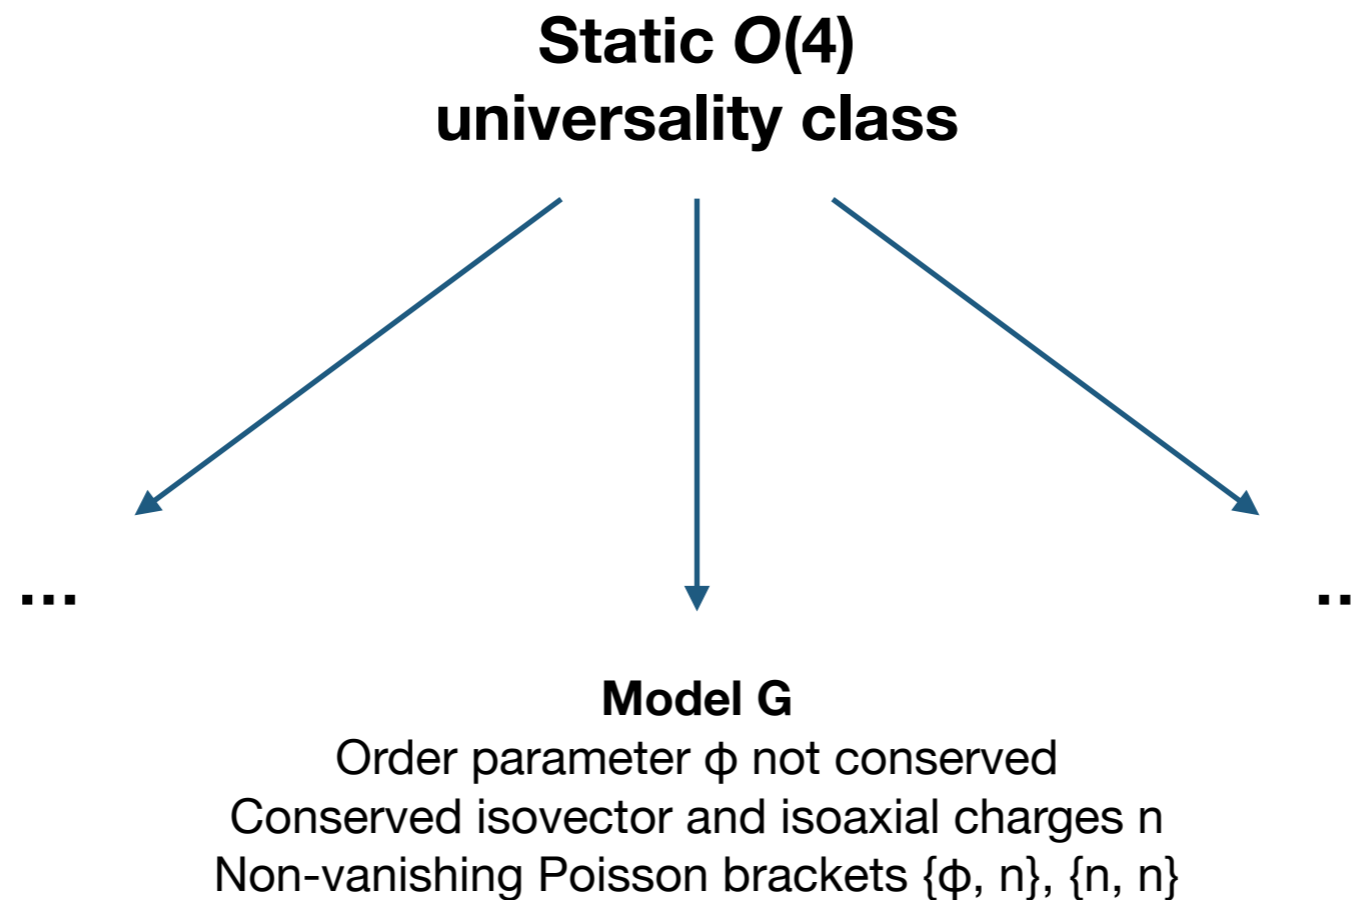 Static O(4)
universality class
...
..
Model G
Order parameter ϕ not conserved
Conserved isovector and isoaxial charges n
Non-vanishing Poisson brackets {ϕ, n}, {n, n}